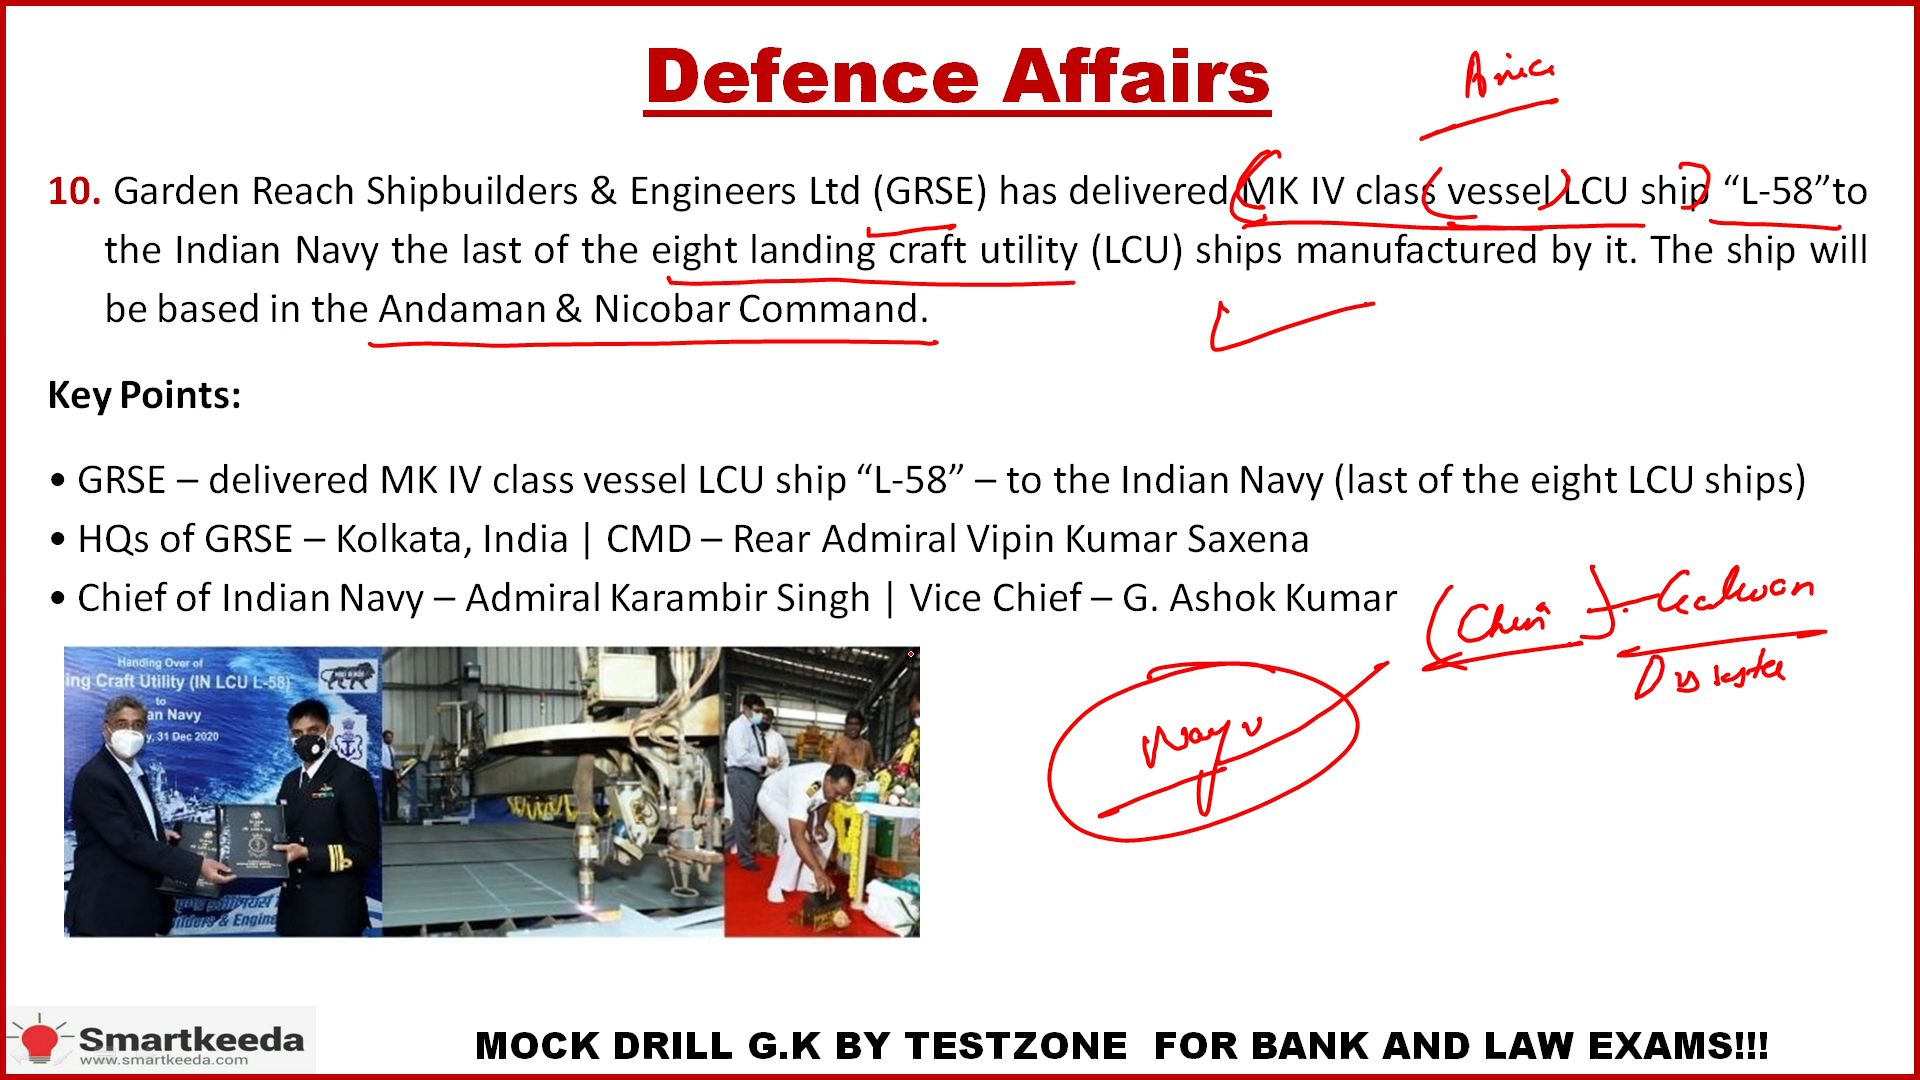 Defence Affairs
10. Garden Reach Shipbuilders & Engineers Ltd (GRSE) has delivered MK IV class vessel LCU ship “L-58”to
the Indian Navy the last of the eight landing craft utility (LCU) ships manufactured by it. The ship will
be based in the Andaman & Nicobar Command.
Key Points:
• GRSE – delivered MK IV class vessel LCU ship “L-58” – to the Indian Navy (last of the eight LCU ships)
• HQs of GRSE – Kolkata, India | CMD – Rear Admiral Vipin Kumar Saxena
• Chief of Indian Navy – Admiral Karambir Singh | Vice Chief – G. Ashok Kumar
Galwan
Handing Over of
ing Craft Utility (IN LCU L-58)
to
an Navy
y, 31 Dec 2020
ilders & Engine
Smartkeeda
www.smartkeeda.com
MOCK DRILL G.K BY TESTZONE FOR BANK AND LAW EXAMS!!!